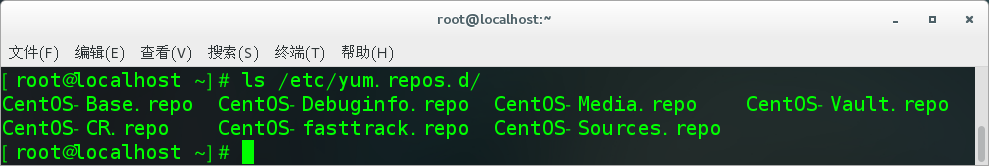 root@localhost:~
文件(F) 编辑(E) 查看(V) 搜索(S) 终端(T) 帮助(H)
[root@localhost ~]# ls /etc/yum.repos.d/
CentOS-Base.repo CentOS-Debuginfo.repo CentOS-Media.repo CentOS-Vault.repo
CentOS-CR.repo CentOS-fasttrack.repo CentOS-Sources.repo
[root@localhost ~]#